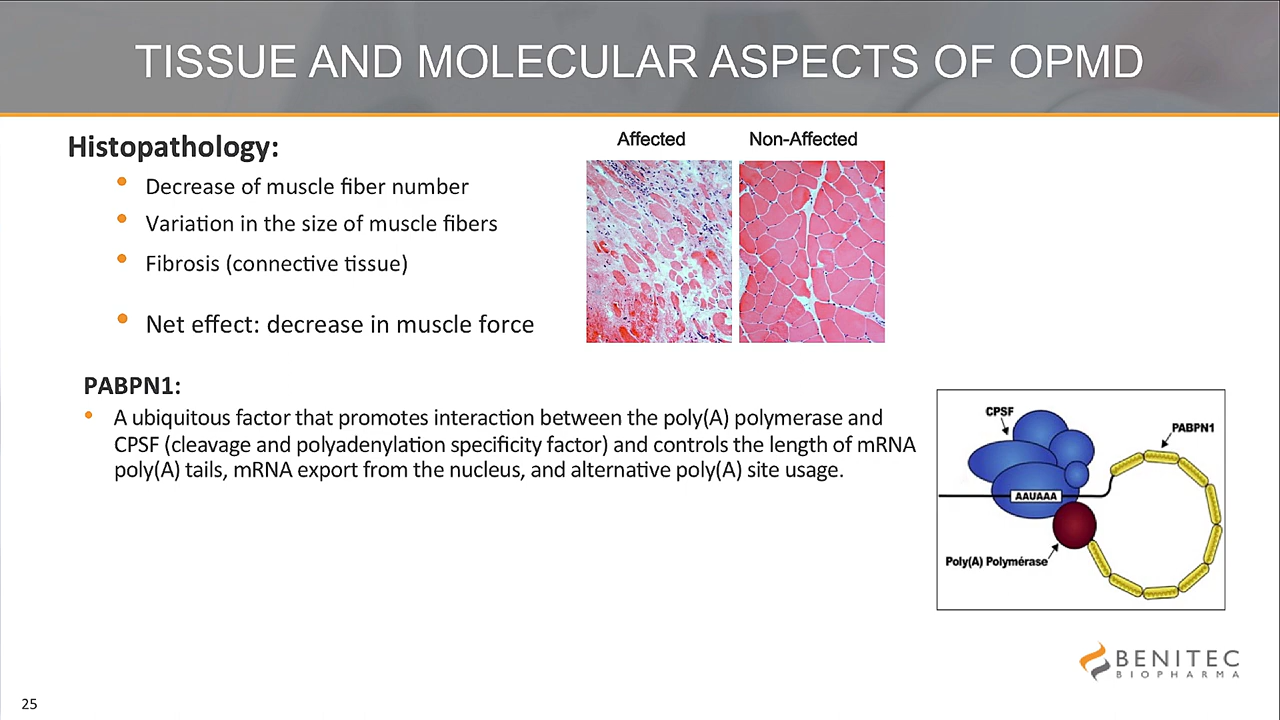 TISSUE AND MOLECULAR ASPECTS OF OPMD
Histopathology:
• Decrease of muscle fiber number
• Variation in the size of muscle fibers
• Fibrosis (connective tissue)
• Net effect: decrease in muscle force
Affected
Non-Affected
PABPN1:
• A ubiquitous factor that promotes interaction between the poly(A) polymerase and
CPSF (cleavage and polyadenylation specificity factor) and controls the length of mRNA
poly(A) tails, mRNA export from the nucleus, and alternative poly(A) site usage.
CPSF
PABPN1
AAUAAA
Poly(A) Polymérase
BENITEC
BIOPHARMA
25